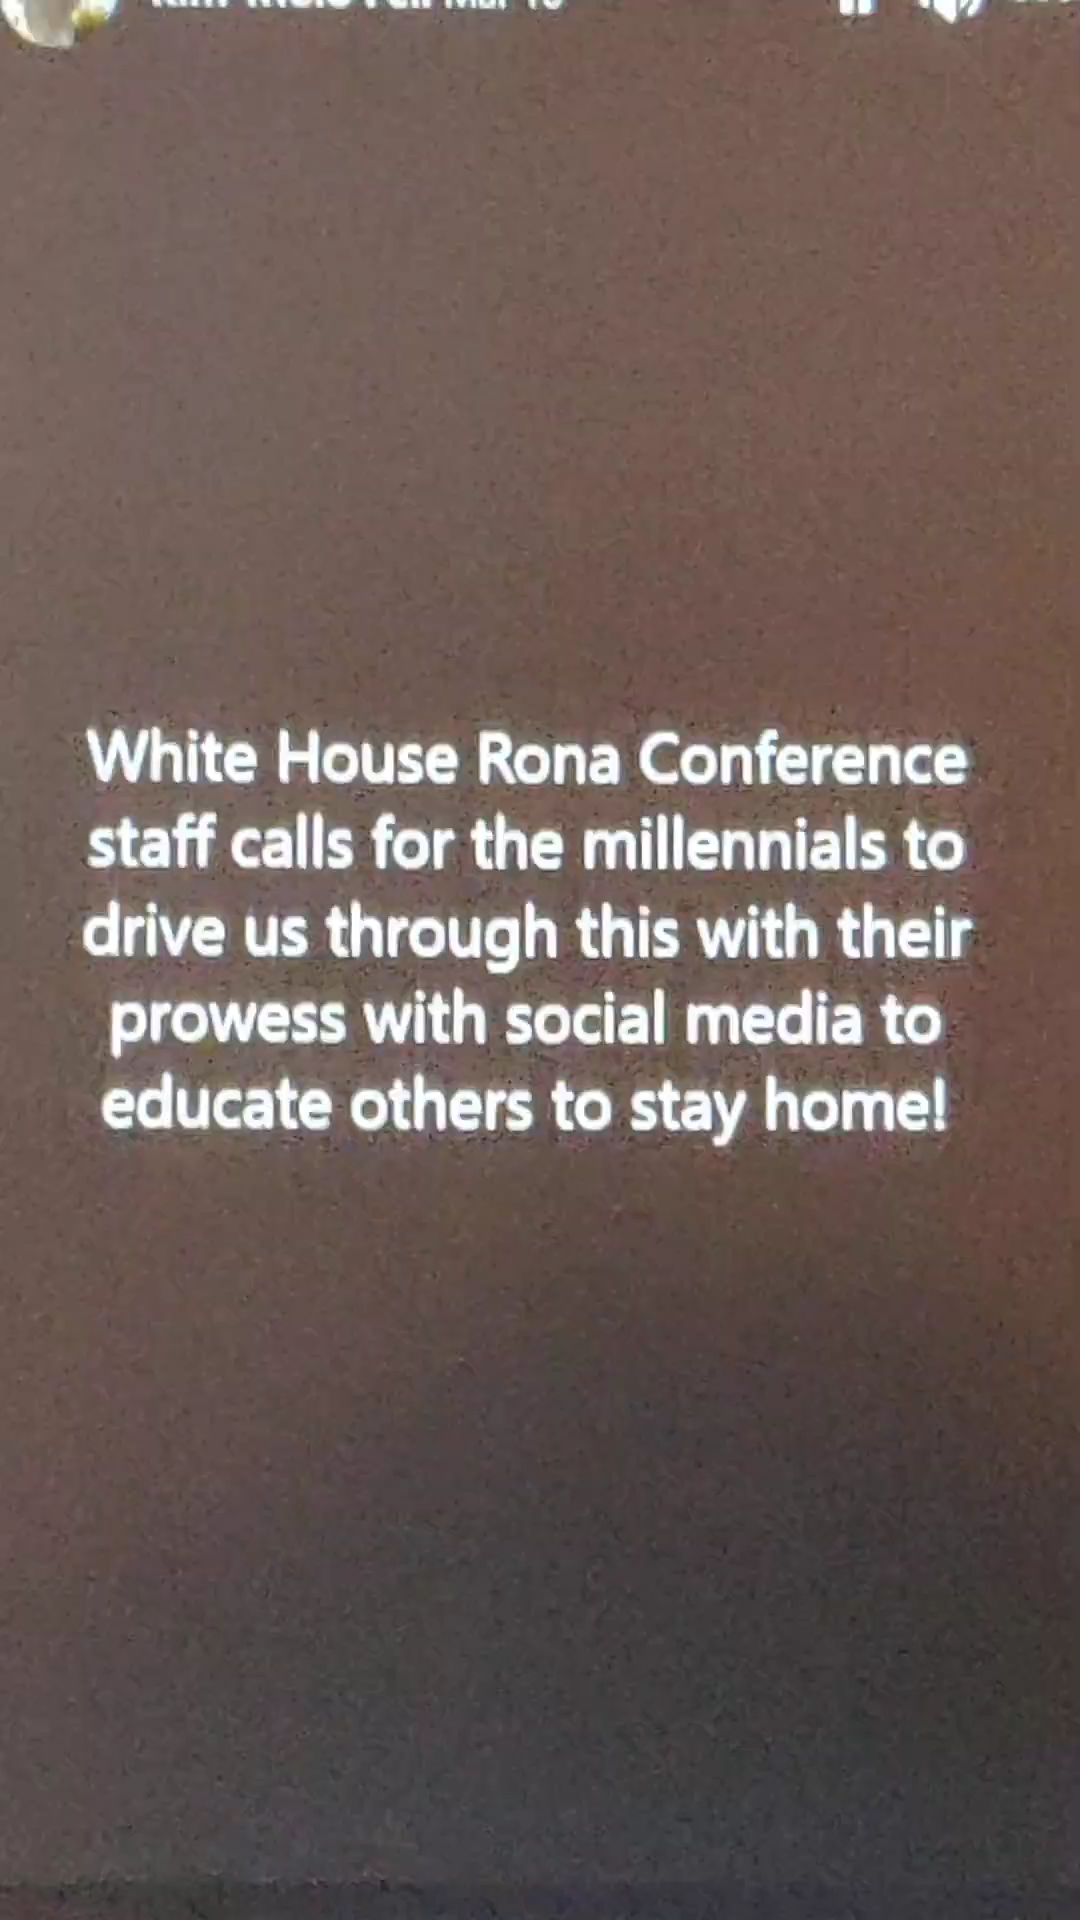 White House Rona Conference
staff calls for the millennials to
drive us through this with their
prowess with social media to
educate others to stay home!